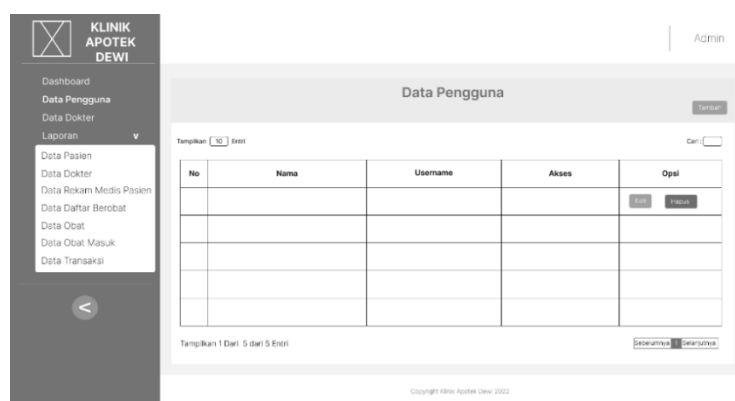 KLINIK
APOTEK
DEWI
Admin
Dashboard
Data Pengguna
Data Dokter
Laporan v
Data Pasien
Data Dokter
Data Rekam Medis Pasien
Data Daftar Berobat
Data Obat
Data Obat Masuk
Data Transaksi
<
Data Pengguna
Tambah
Tampilkan 10 Entri
Cari :
No Nama Username Akses Opsi
Edit Hapus
Tampilkan 1 Dari 5 dari 5 Entri
Sebelumnya 1 Selanjutnya
Copyright Klinik Apotek Dewi 2022